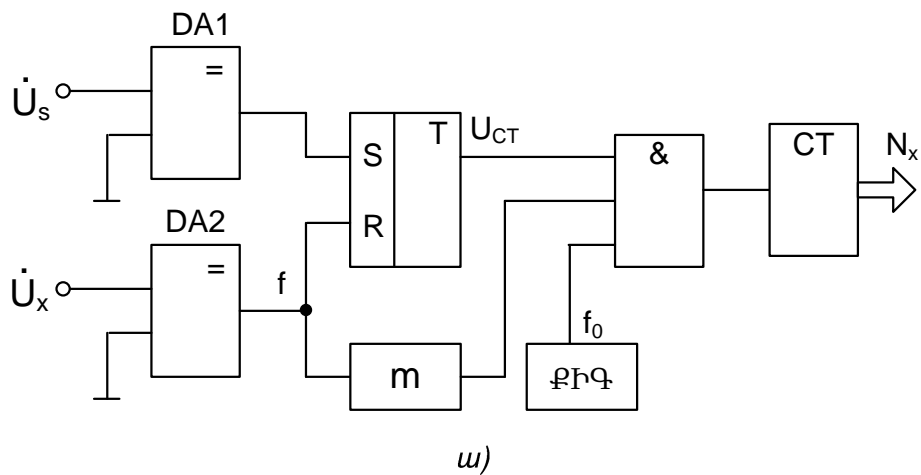 DA1
=
U̇s
DA2
=
U̇x
f
S
R
T
UCT
m
&
f0
ՔԻԳ
CT
Nx
ա)